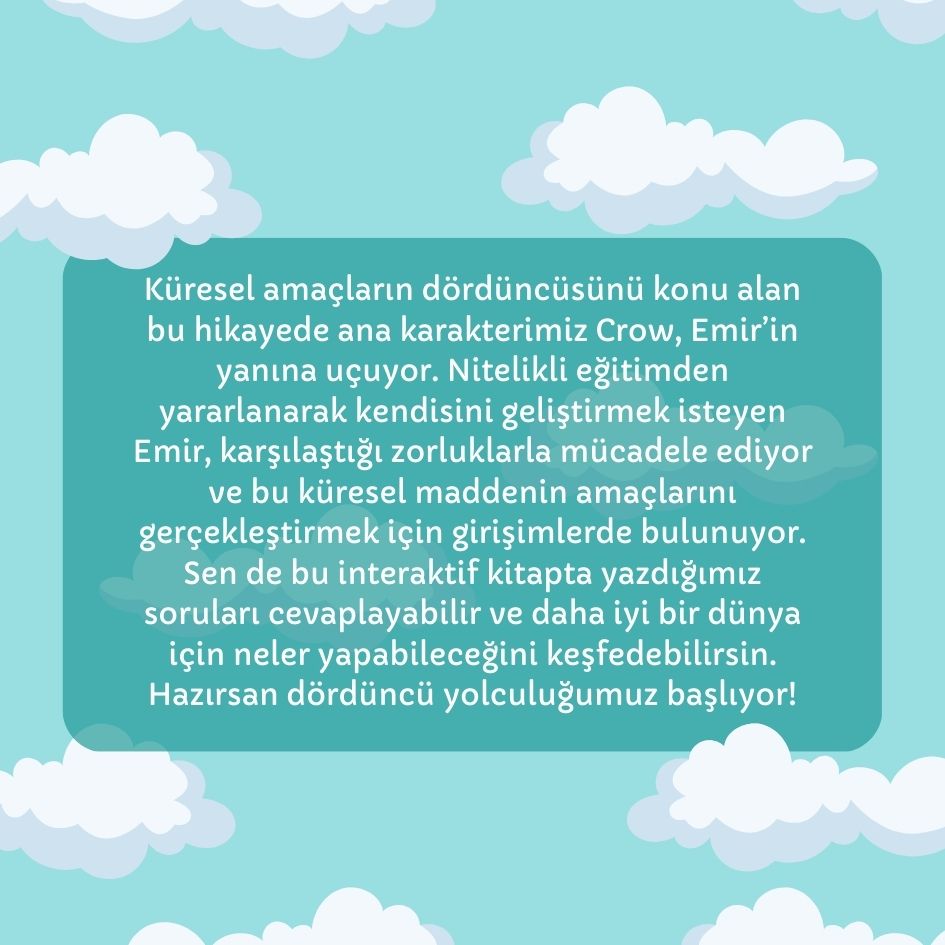 Küresel amaçların dördüncüsünü konu alan
bu hikayede ana karakterimiz Crow, Emir’in
yanına uçuyor. Nitelikli eğitimden
yararlanarak kendisini geliştirmek isteyen
Emir, karşılaştığı zorluklarla mücadele ediyor
ve bu küresel maddenin amaçlarını
gerçekleştirmek için girişimlerde bulunuyor.
Sen de bu interaktif kitapta yazdığımız
soruları cevaplayabilir ve daha iyi bir dünya
için neler yapabileceğini keşfedebilirsin.
Hazırsan dördüncü yolculuğumuz başlıyor!